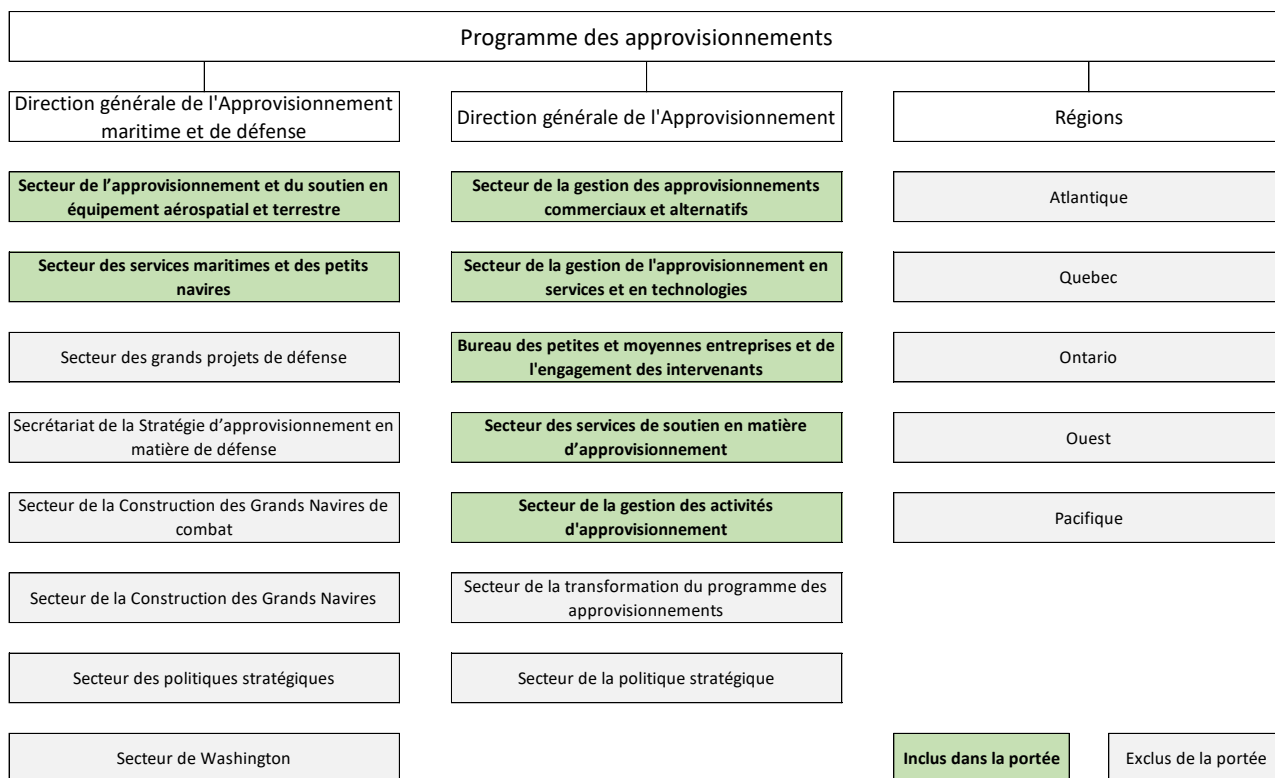 Programme des approvisionnements
Direction générale de l'Approvisionnement
maritime et de défense
Direction générale de l'Approvisionnement
Régions
Secteur de l’approvisionnement et du soutien en
équipement aérospatial et terrestre
Secteur de la gestion des approvisionnements
commerciaux et alternatifs
Atlantique
Secteur des services maritimes et des petits
navires
Secteur de la gestion de l'approvisionnement en
services et en technologies
Quebec
Secteur des grands projets de défense
Bureau des petites et moyennes entreprises et de
l'engagement des intervenants
Ontario
Secrétariat de la Stratégie d’approvisionnement en
matière de défense
Secteur des services de soutien en matière
d’approvisionnement
Ouest
Secteur de la Construction des Grands Navires de
combat
Secteur de la gestion des activités
d'approvisionnement
Pacifique
Secteur de la Construction des Grands Navires
Secteur de la transformation du programme des
approvisionnements
Secteur des politiques stratégiques
Secteur de la politique stratégique
Secteur de Washington
Inclus dans la portée
Exclus de la portée